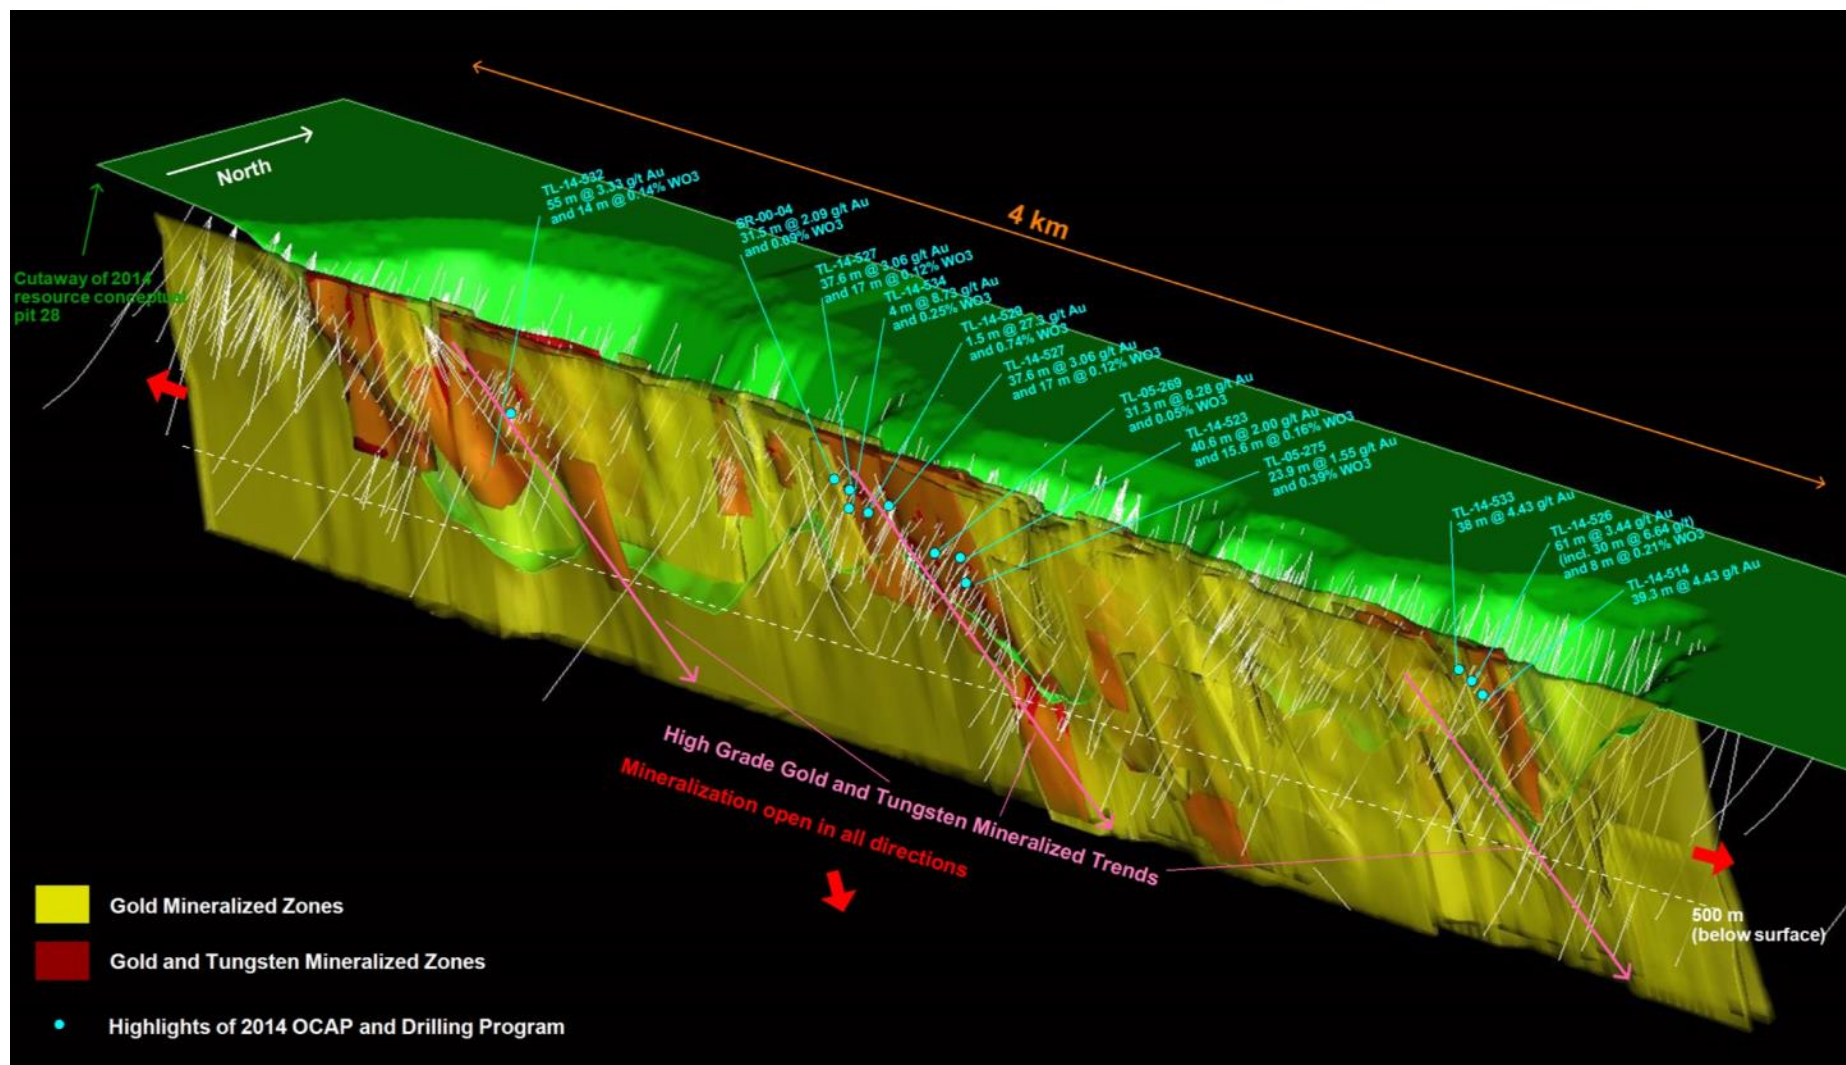 4 km
North
TL-14-532
55 m @ 3.33 g/t Au
and 14 m @ 0.14% WO3
SR-00-04
31.5 m @ 2.09 g/t Au
and 0.09% WO3
TL-14-527
37.6 m @ 3.06 g/t Au
and 17 m @ 0.12% WO3
TL-14-534
4 m @ 8.73 g/t Au
and 0.25% WO3
TL-14-529
1.5 m @ 27.3 g/t Au
and 0.74% WO3
TL-14-527
37.6 m @ 3.06 g/t Au
and 17 m @ 0.12% WO3
TL-05-269
31.3 m @ 8.28 g/t Au
and 0.05% WO3
TL-14-523
40.6 m @ 2.00 g/t Au
and 15.6 m @ 0.16% WO3
TL-05-275
23.9 m @ 1.55 g/t Au
and 0.39% WO3
TL-14-533
38 m @ 4.43 g/t Au
TL-14-526
61 m @ 3.44 g/t Au
(incl. 30 m @ 6.64 g/t)
and 8 m @ 0.21% WO3
TL-14-514
39.3 m @ 4.43 g/t Au
Cutaway of 2014
resource conceptual
pit 28
High Grade Gold and Tungsten Mineralized Trends
Mineralization open in all directions
500 m
(below surface)
Gold Mineralized Zones
Gold and Tungsten Mineralized Zones
Highlights of 2014 OCAP and Drilling Program